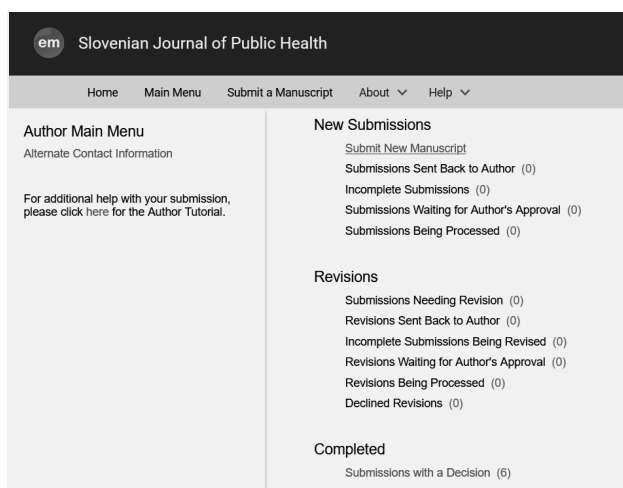 em Slovenian Journal of Public Health
Home Main Menu Submit a Manuscript About Help
Author Main Menu
Alternate Contact Information
For additional help with your submission,
please click here for the Author Tutorial.
New Submissions
Submit New Manuscript
Submissions Sent Back to Author (0)
Incomplete Submissions (0)
Submissions Waiting for Author's Approval (0)
Submissions Being Processed (0)
Revisions
Submissions Needing Revision (0)
Revisions Sent Back to Author (0)
Incomplete Submissions Being Revised (0)
Revisions Waiting for Author's Approval (0)
Revisions Being Processed (0)
Declined Revisions (0)
Completed
Submissions with a Decision (6)